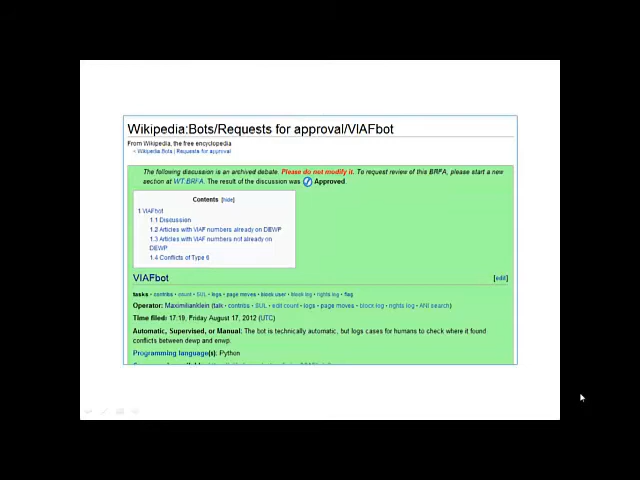 Wikipedia:Bots/Requests for approval/VIAFbot
From Wikipedia, the free encyclopedia
< Wikipedia:Bots | Requests for approval
The following discussion is an archived debate. Please do not modify it. To request review of this BRFA, please start a new
section at WT:BRFA. The result of the discussion was Approved.
Contents [hide]
1 VIAFbot
1.1 Discussion
1.2 Articles with VIAF numbers already on DEWP
1.3 Articles with VIAF numbers not already on
DEWP
1.4 Conflicts of Type 6
VIAFbot [edit]
tasks • contribs • count • SUL • logs • page moves • block user • block log • rights log • flag
Operator: Maximilianklein (talk · contribs · SUL · edit count · logs · page moves · block log · rights log · ANI search)
Time filed: 17:19, Friday August 17, 2012 (UTC)
Automatic, Supervised, or Manual: The bot is technically automatic, but logs cases for humans to check where it found
conflicts between dewp and enwp.
Programming language(s): Python